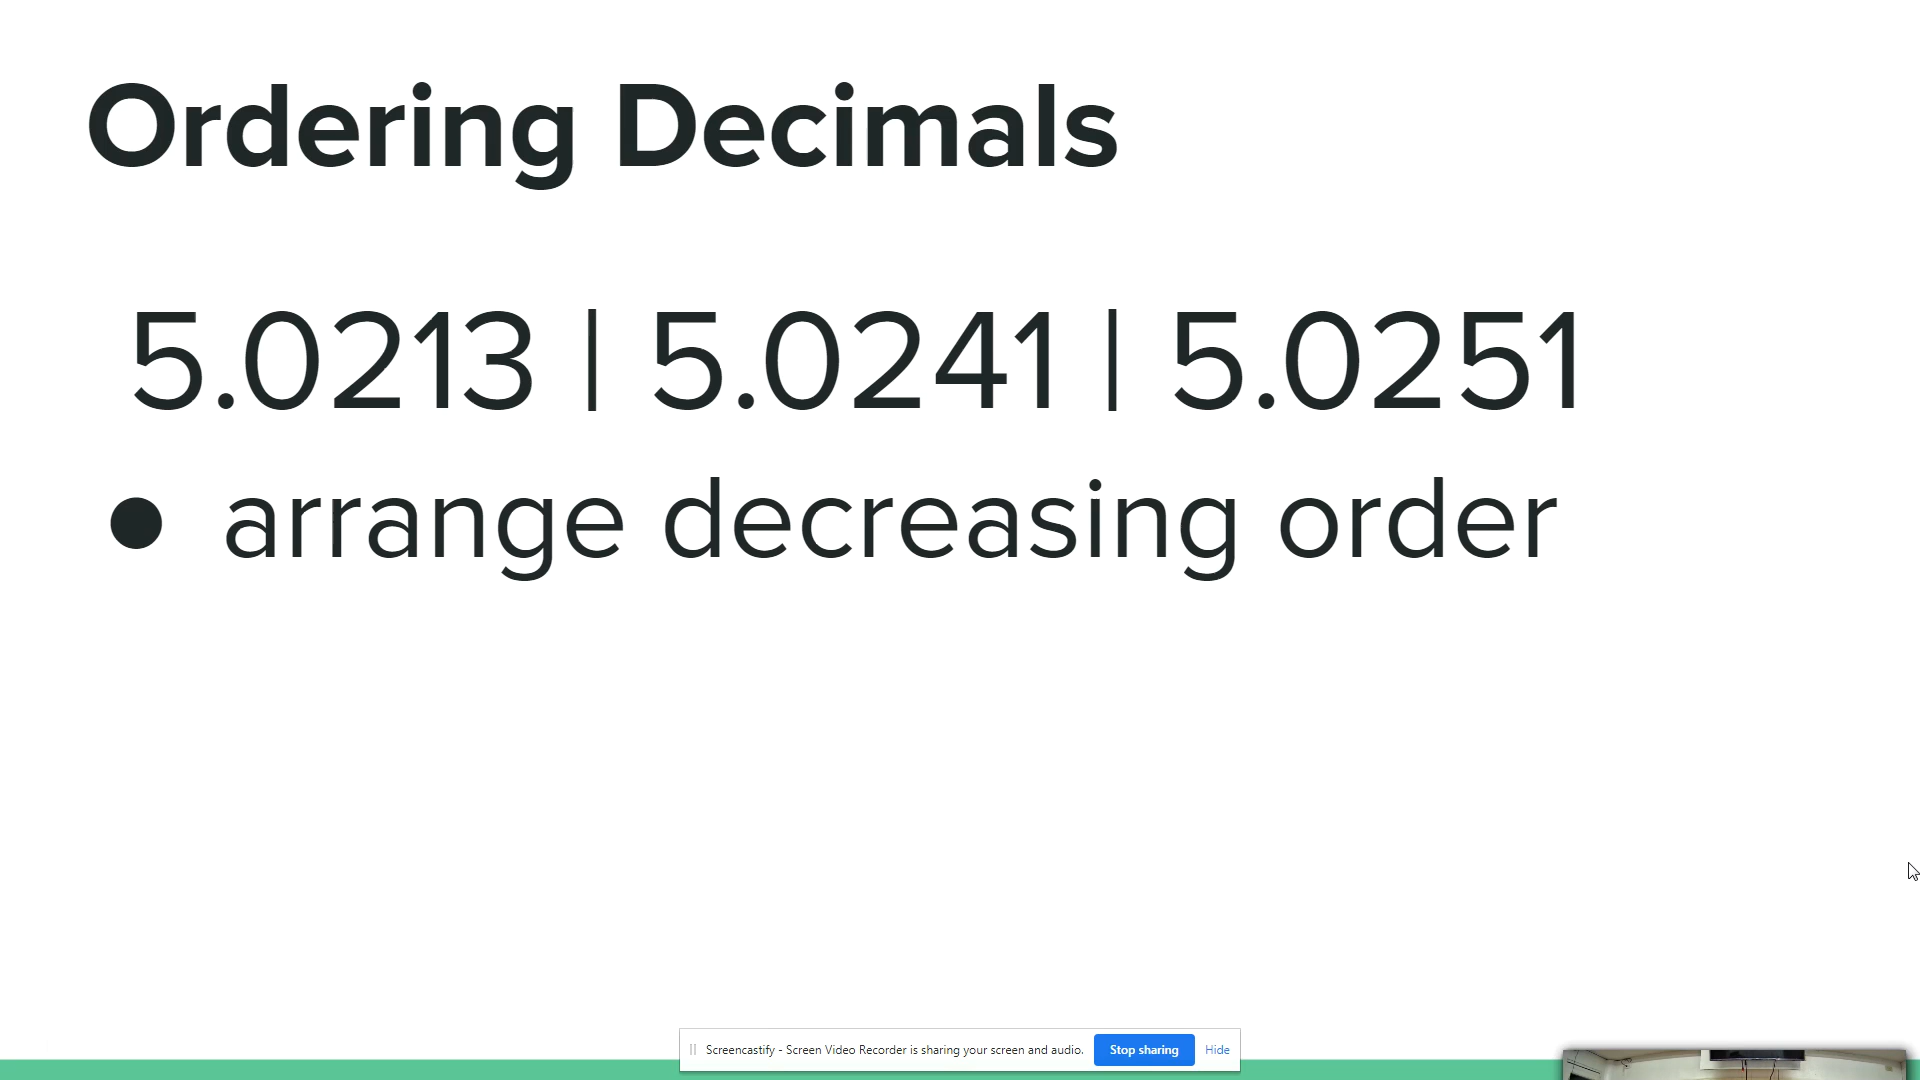 Ordering Decimals
5.0213 | 5.0241 | 5.0251
● arrange decreasing order
Screencastify - Screen Video Recorder is sharing your screen and audio. Stop sharing Hide